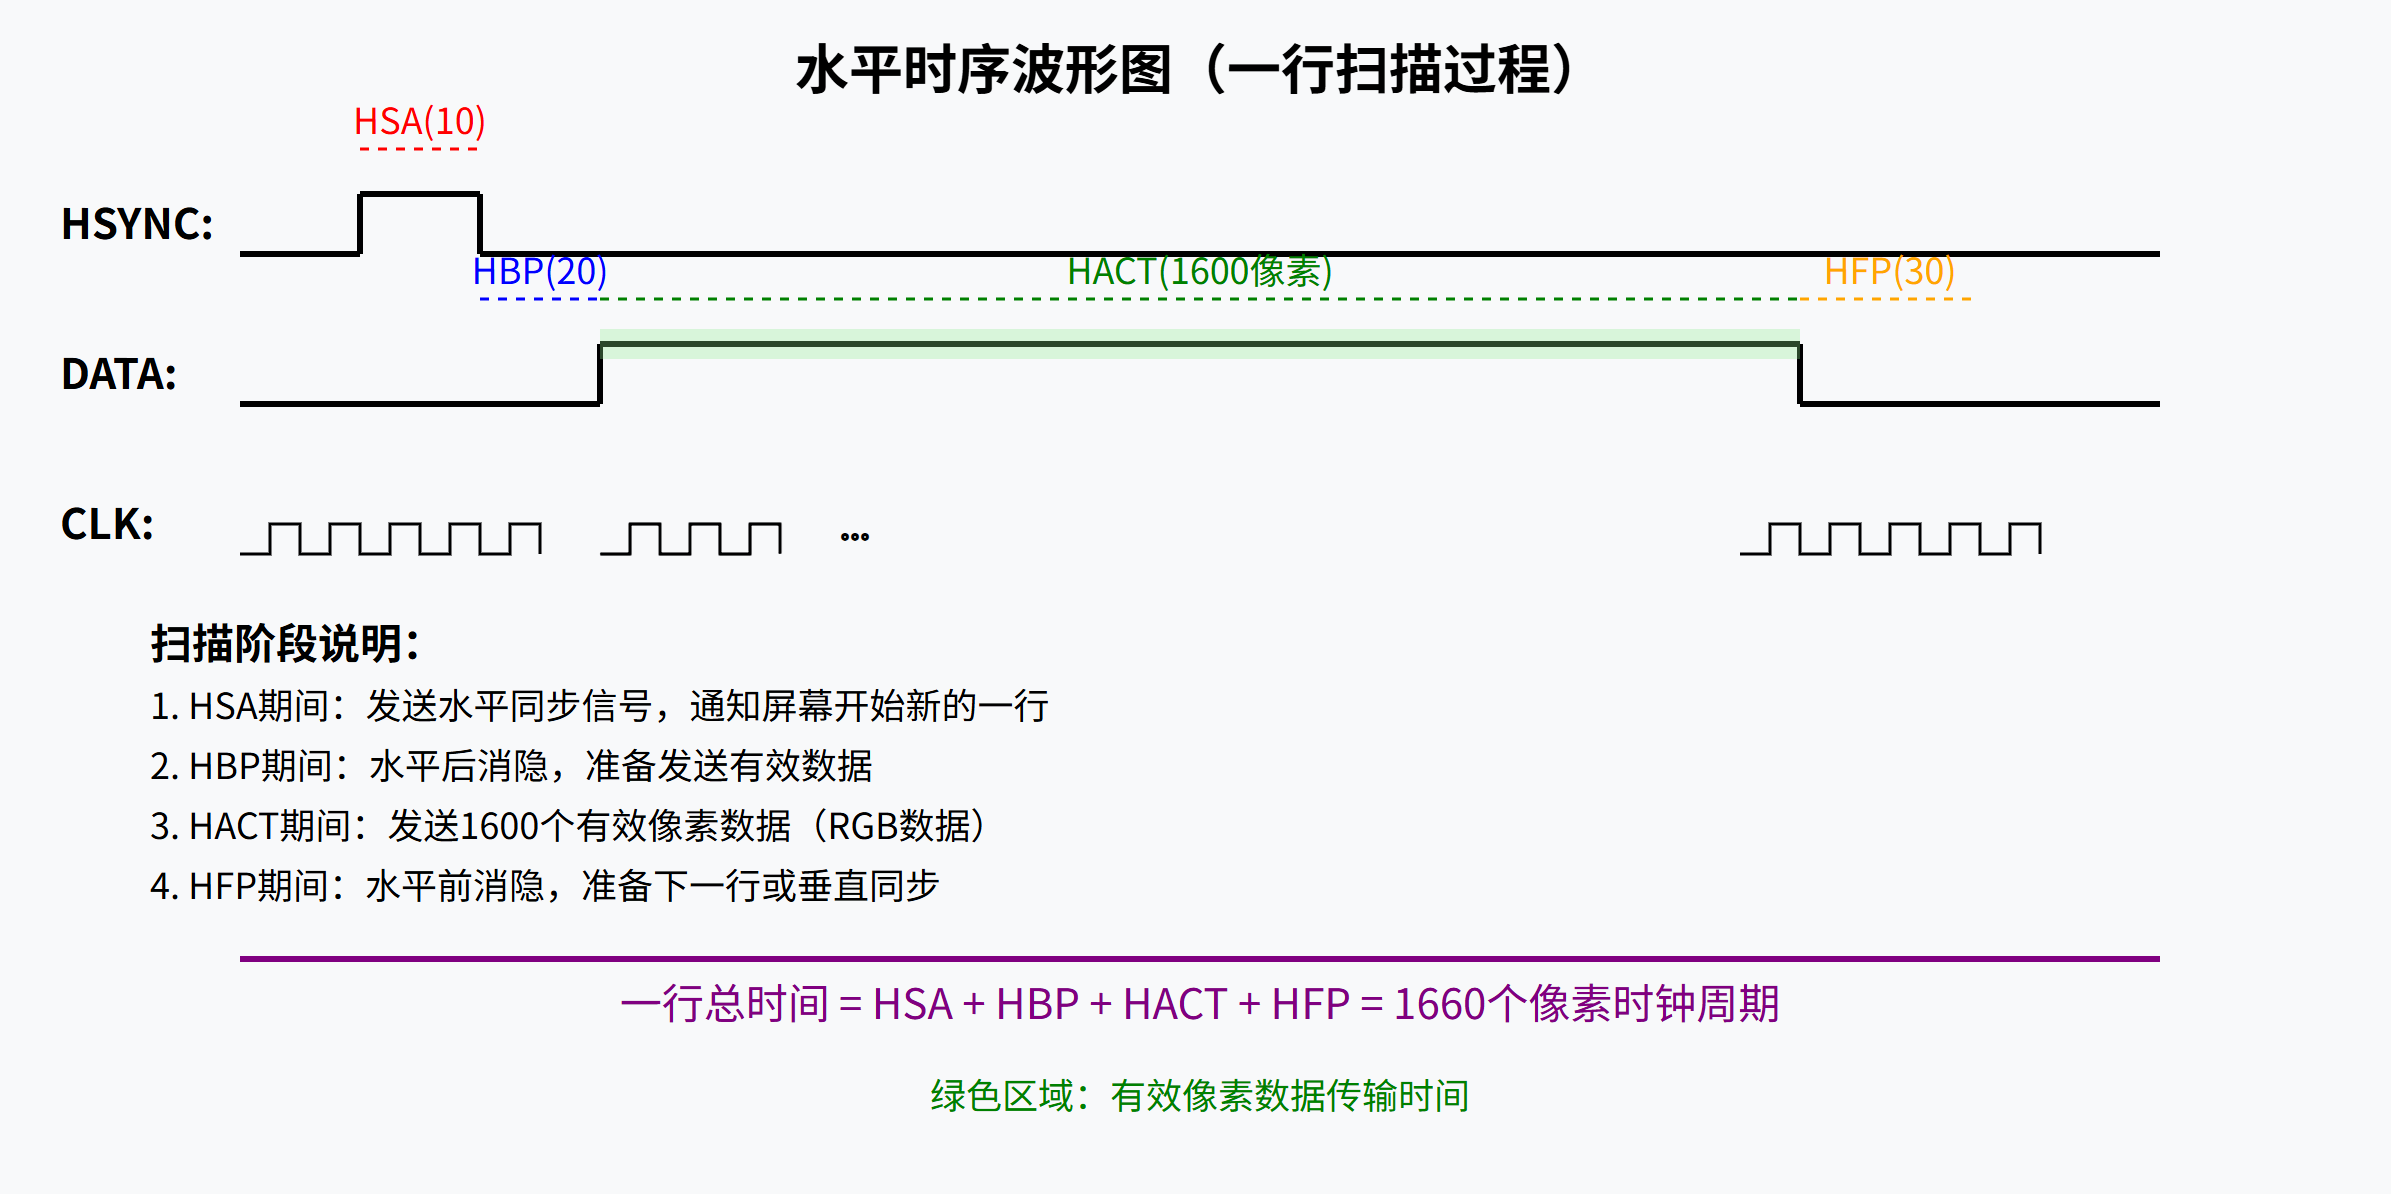 水平时序波形图（一行扫描过程）
HSA(10)
HSYNC:
HBP(20)
HACT(1600像素)
HFP(30)
DATA:
CLK:
...
扫描阶段说明：
1. HSA期间：发送水平同步信号，通知屏幕开始新的一行
2. HBP期间：水平后消隐，准备发送有效数据
3. HACT期间：发送1600个有效像素数据（RGB数据）
4. HFP期间：水平前消隐，准备下一行或垂直同步
一行总时间 = HSA + HBP + HACT + HFP = 1660个像素时钟周期
绿色区域：有效像素数据传输时间